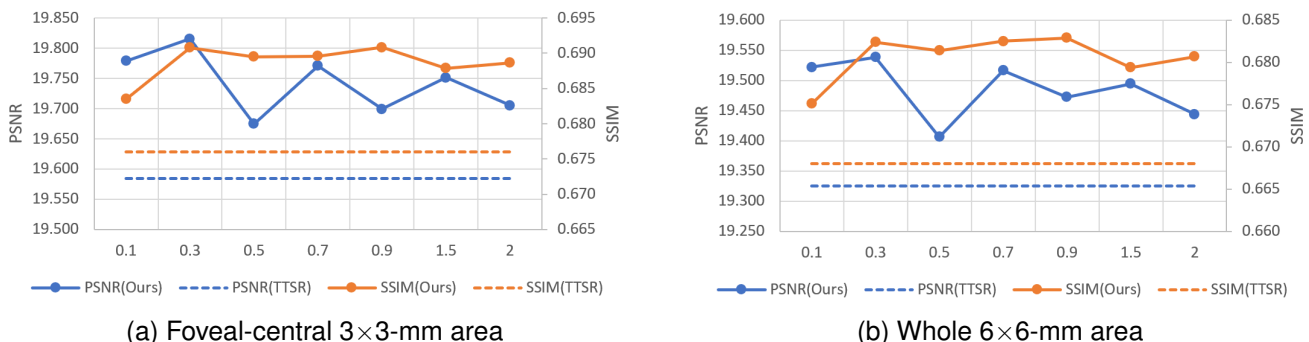 19.850
19.800
19.750
19.700
19.650
19.600
19.550
19.500
PSNR
0.695
0.690
0.685
0.680
0.675
0.670
0.665
SSIM
0.1 0.3 0.5 0.7 0.9 1.5 2
PSNR(Ours) PSNR(TTSR) SSIM(Ours) SSIM(TTSR)
(a) Foveal-central 3×3-mm area
19.600
19.550
19.500
19.450
19.400
19.350
19.300
19.250
PSNR
0.685
0.680
0.675
0.670
0.665
0.660
SSIM
0.1 0.3 0.5 0.7 0.9 1.5 2
PSNR(Ours) PSNR(TTSR) SSIM(Ours) SSIM(TTSR)
(b) Whole 6×6-mm area